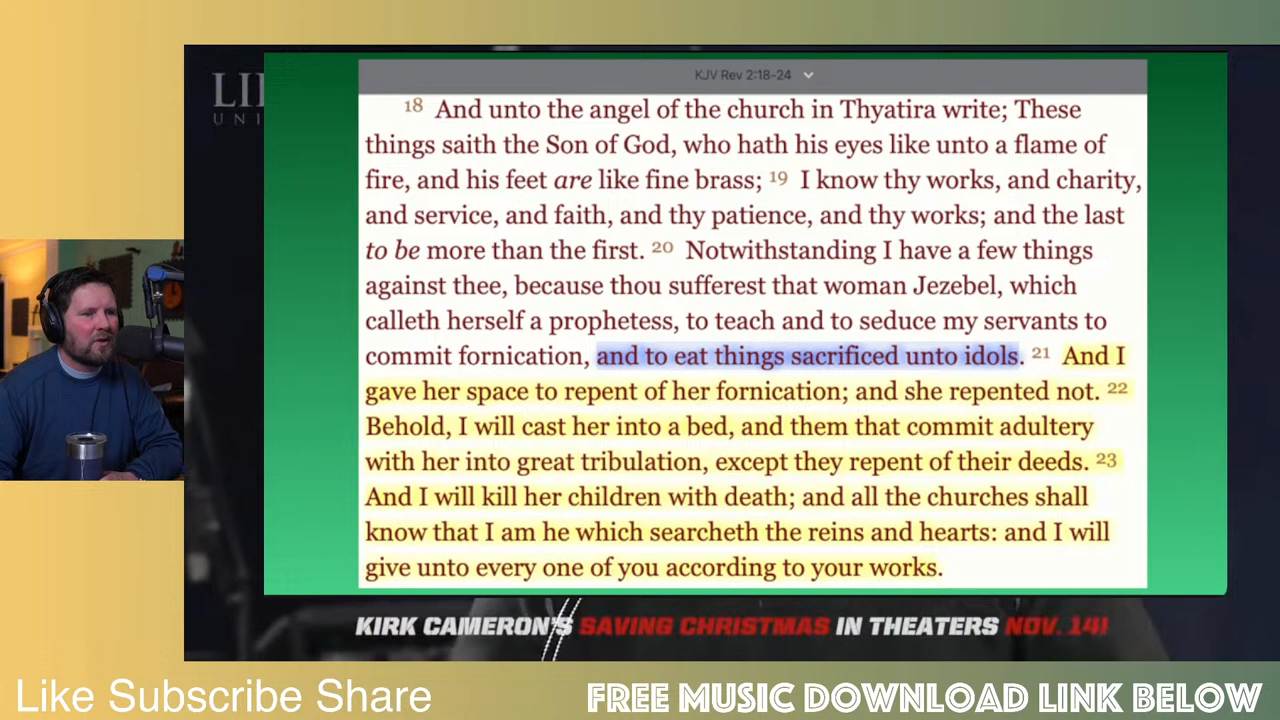 LI
UNI
KJV Rev 2:18-24
18 And unto the angel of the church in Thyatira write; These
things saith the Son of God, who hath his eyes like unto a flame of
fire, and his feet are like fine brass; 19 I know thy works, and charity,
and service, and faith, and thy patience, and thy works; and the last
to be more than the first. 20 Notwithstanding I have a few things
against thee, because thou sufferest that woman Jezebel, which
calleth herself a prophetess, to teach and to seduce my servants to
commit fornication, and to eat things sacrificed unto idols. 21 And I
gave her space to repent of her fornication; and she repented not. 22
Behold, I will cast her into a bed, and them that commit adultery
with her into great tribulation, except they repent of their deeds. 23
And I will kill her children with death; and all the churches shall
know that I am he which searcheth the reins and hearts: and I will
give unto every one of you according to your works.
KIRK CAMERON'S SAVING CHRISTMAS IN THEATERS NOV. 14!
Like Subscribe Share
FREE MUSIC DOWNLOAD LINK BELOW